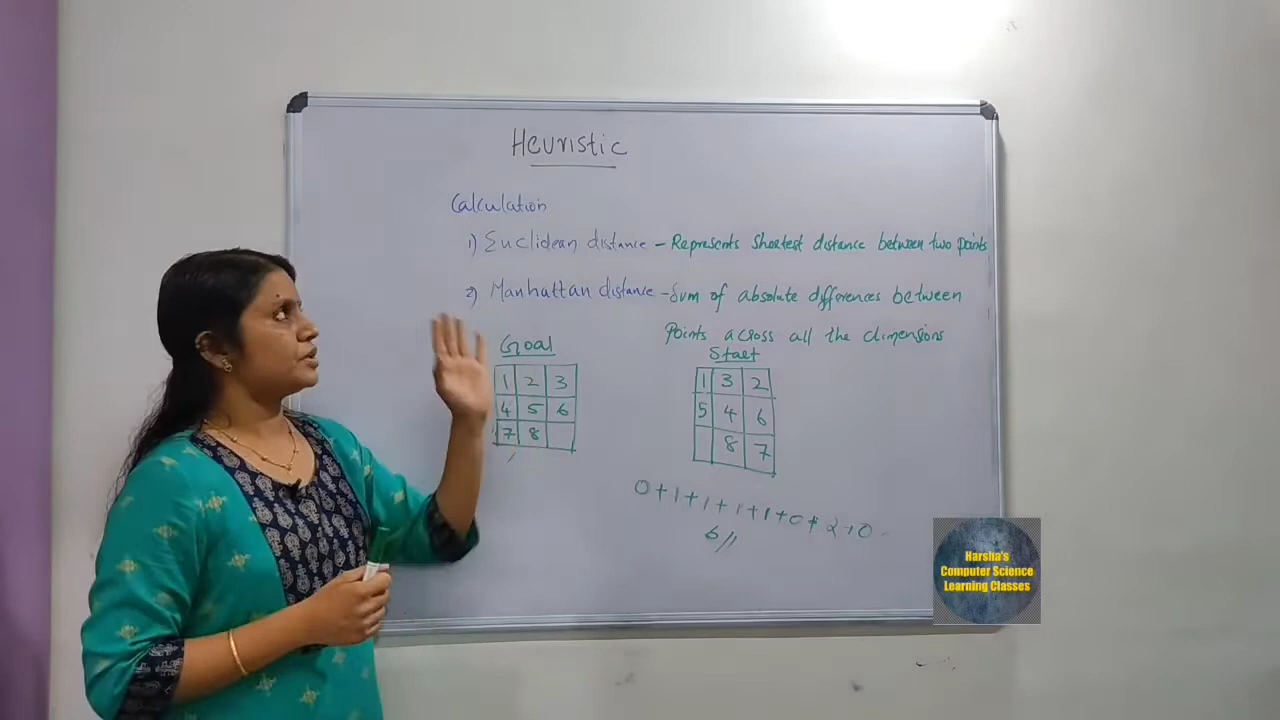 Heuristic
Calculation
1) Euclidean distance - Represents shortest distance between two points
2) Manhattan distance - Sum of absolute differences between
Points across all the dimensions
Goal
1 2 3
4 5 6
7 8
Start
1 3 2
5 4 6
8 7
0+1+1+1+1+0+2+0
6//
Harsha's
Computer Science
Learning Classes